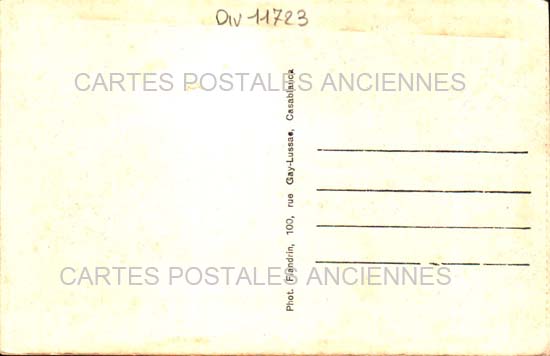 Div 11723
CARTES POSTALES ANCIENNES
Phot. Flandrin, 100, rue Gay-Lussac, Casablanca
CARTES POSTALES ANCIENNES